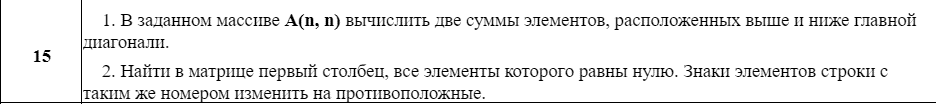 15
1. В заданном массиве A(n, n) вычислить две суммы элементов, расположенных выше и ниже главной
диагонали.
2. Найти в матрице первый столбец, все элементы которого равны нулю. Знаки элементов строки с
таким же номером изменить на противоположные.